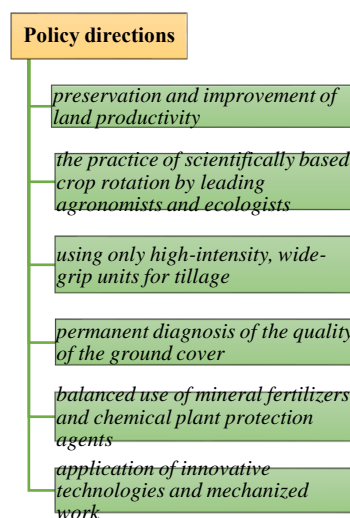 Policy directions
preservation and improvement of
land productivity
the practice of scientifically based
crop rotation by leading
agronomists and ecologists
using only high-intensity, wide-
grip units for tillage
permanent diagnosis of the quality
of the ground cover
balanced use of mineral fertilizers
and chemical plant protection
agents
application of innovative
technologies and mechanized
work